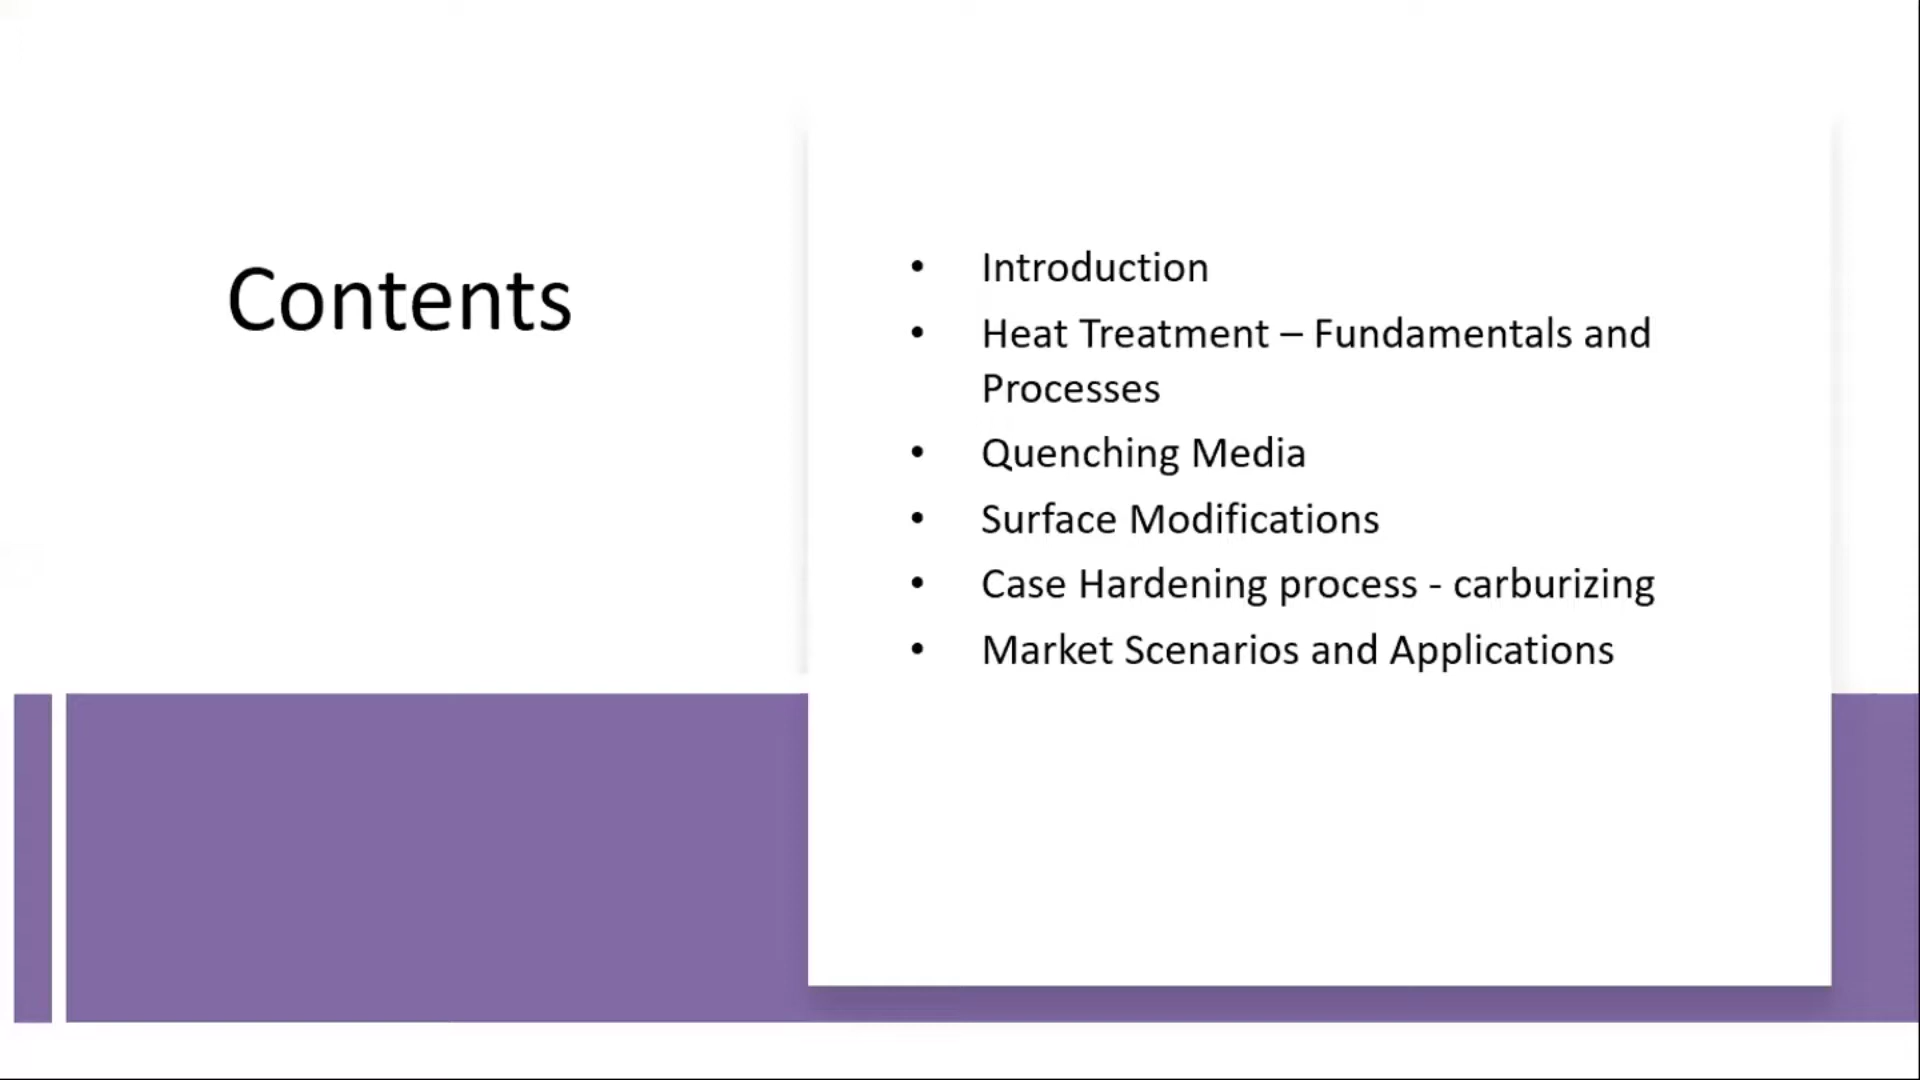 Contents
• Introduction
• Heat Treatment – Fundamentals and
Processes
• Quenching Media
• Surface Modifications
• Case Hardening process - carburizing
• Market Scenarios and Applications